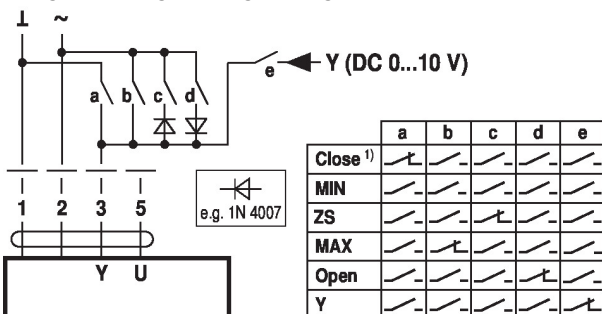 ⊥ ~
e Y (DC 0...10 V)
a b c d
1 2 3 5
e.g. 1N 4007
Y U
a b c d e
Close 1)
MIN
ZS
MAX
Open
Y